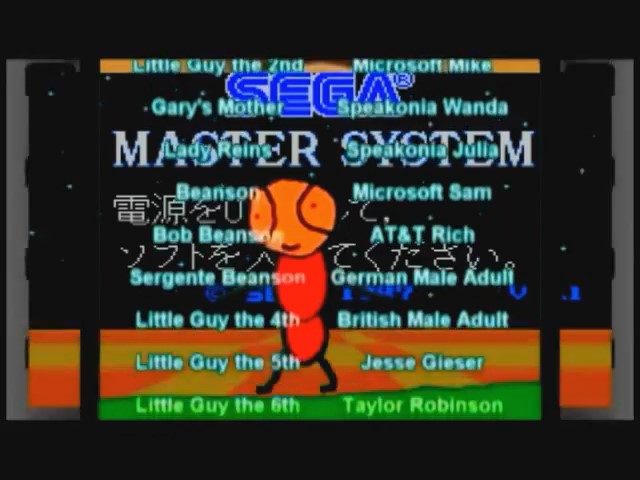 Little Guy the 2nd Microsoft Mike
SEGA®
Gary's Mother Speakonia Wanda
MASTER SYSTEM
Lady Reins Speakonia Julia
Beanson Microsoft Sam
電源を て,
Bob Beanson AT&T Rich
ソフトを てください。
Sergente Beanson German Male Adult
©
Little Guy the 4th British Male Adult
Little Guy the 5th Jesse Gieser
Little Guy the 6th Taylor Robinson